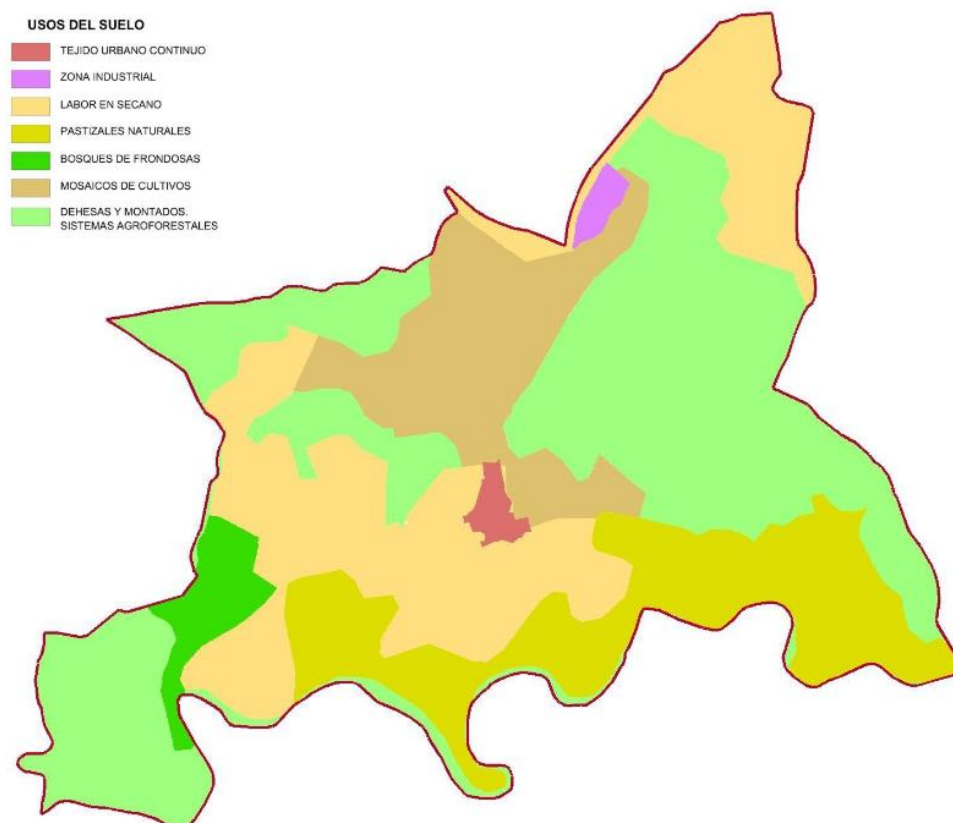 USOS DEL SUELO
TEJIDO URBANO CONTINUO
ZONA INDUSTRIAL
LABOR EN SECANO
PASTIZALES NATURALES
BOSQUES DE FRONDOSAS
MOSAICOS DE CULTIVOS
DEHESAS Y MONTADOS.
SISTEMAS AGROFORESTALES